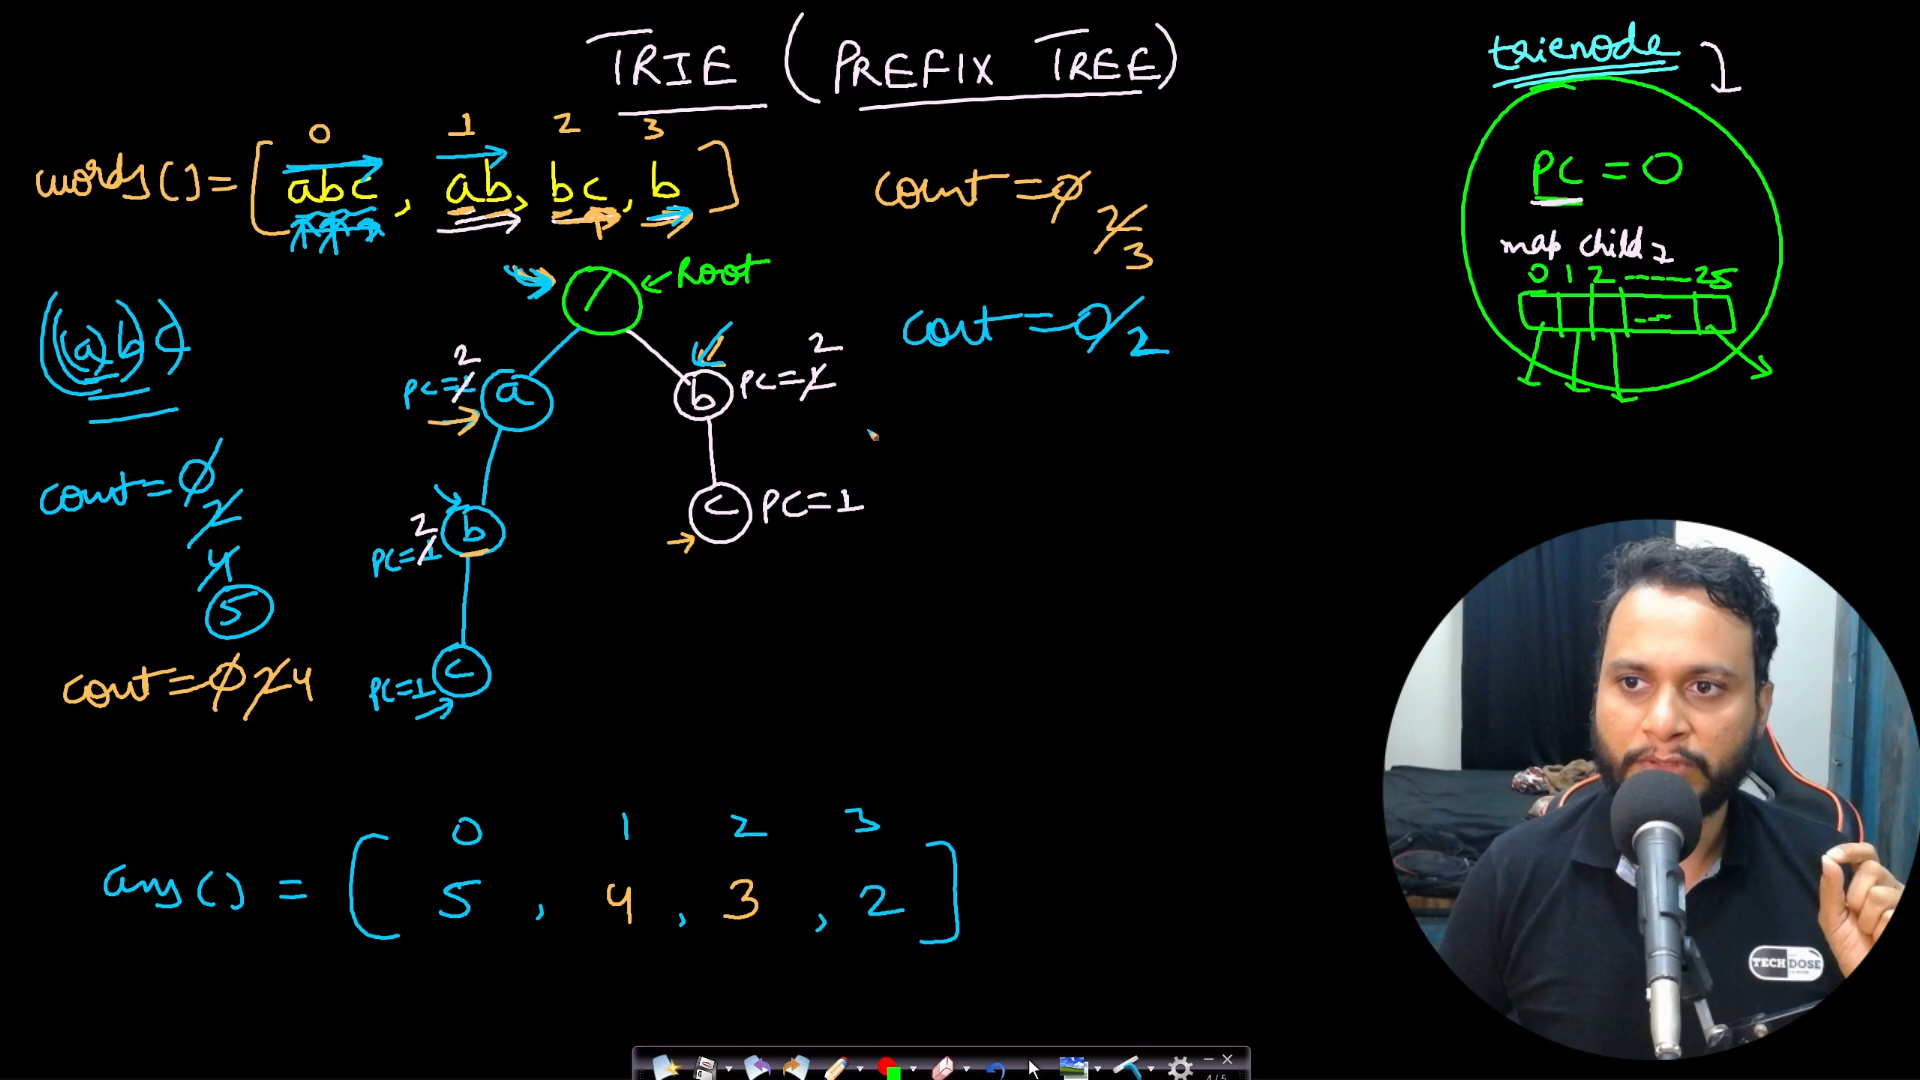 TRIE (PREFIX TREE)
trienode
0 1 2 3
words() = [abc, ab, bc, b]
count = 0 2 3
PC = 0
map child
0 1 2 ----- 25
--
/
Root
count = 0 2
((a)b)c
PC=1 2 a
b PC=1 2
count = 0
2
4
5
PC=1 2 b
c PC=1
count = 0 2 4
PC=1 c
0 1 2 3
ans() = [5, 4, 3, 2]
TECH DOSE
4/5